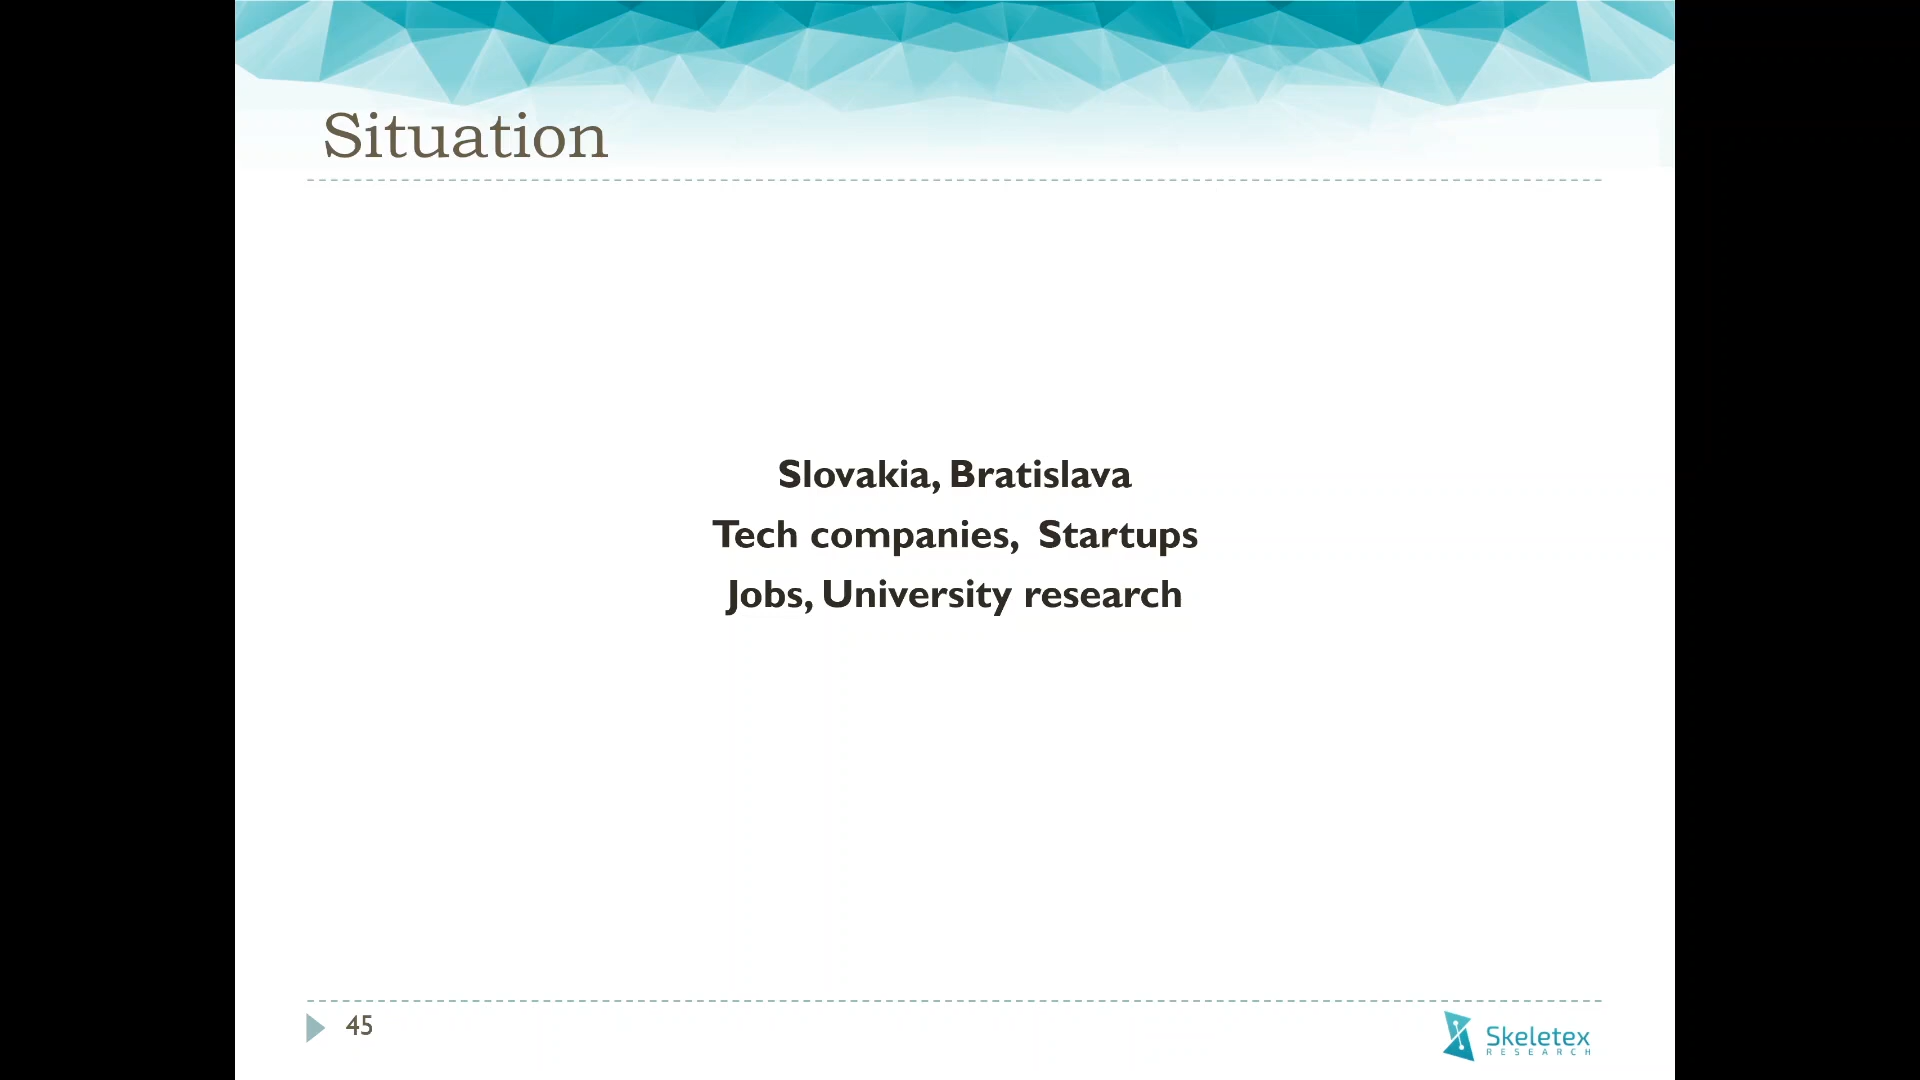 Situation
Slovakia, Bratislava
Tech companies,  Startups
Jobs, University research
45
Skeletex
RESEARCH